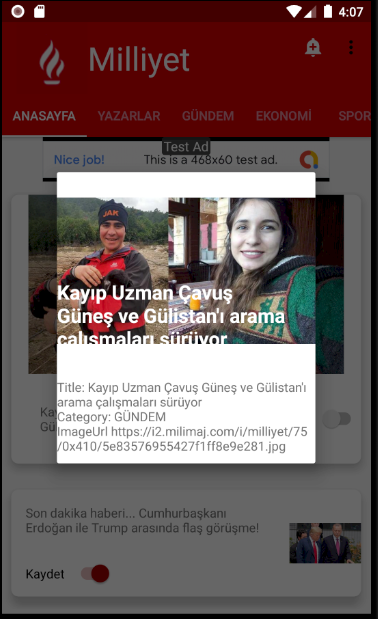 4:07
Milliyet
ANASAYFA YAZARLAR GÜNDEM EKONOMİ SPOR
Test Ad
Nice job! This is a 468x60 test ad.
JAK
Kayıp Uzman Çavuş
Güneş ve Gülistan'ı arama
çalışmaları sürüyor
Title: Kayıp Uzman Çavuş Güneş ve Gülistan'ı
arama çalışmaları sürüyor
Category: GÜNDEM
ImageUrl https://i2.milimaj.com/i/milliyet/75
/0x410/5e83576955427f1ff8e9e281.jpg
Son dakika haberi... Cumhurbaşkanı
Erdoğan ile Trump arasında flaş görüşme!
Kaydet